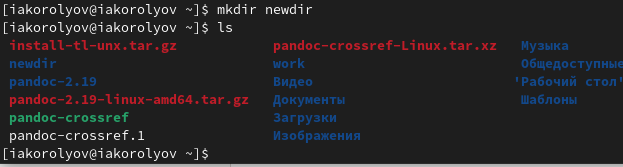 [iakorolyov@iakorolyov ~]$ mkdir newdir
[iakorolyov@iakorolyov ~]$ ls
install-tl-unx.tar.gz pandoc-crossref-Linux.tar.xz Музыка
newdir work Общедоступные
pandoc-2.19 Видео 'Рабочий стол'
pandoc-2.19-linux-amd64.tar.gz Документы Шаблоны
pandoc-crossref Загрузки
pandoc-crossref.1 Изображения
[iakorolyov@iakorolyov ~]$